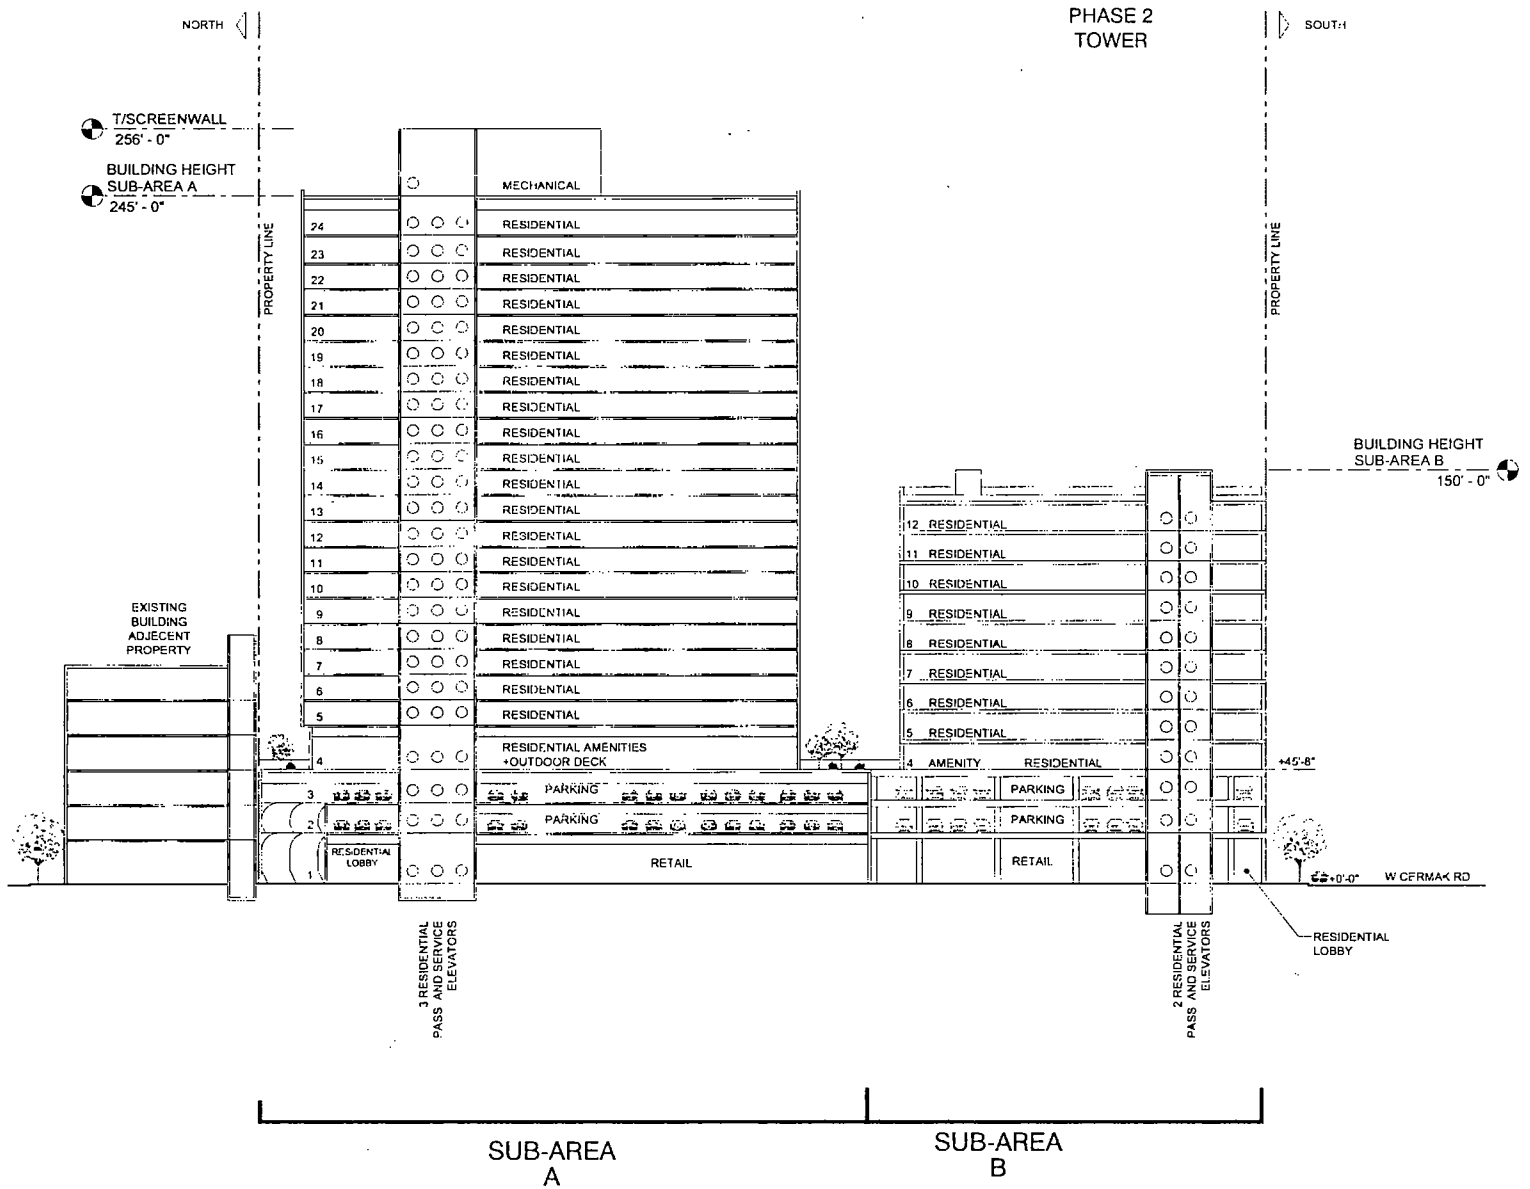 NORTH
PHASE 2
TOWER
SOUTH
T/SCREENWALL
256' - 0"
BUILDING HEIGHT
SUB-AREA A
245' - 0"
PROPERTY LINE
PROPERTY LINE
MECHANICAL
24 RESIDENTIAL
23 RESIDENTIAL
22 RESIDENTIAL
21 RESIDENTIAL
20 RESIDENTIAL
19 RESIDENTIAL
18 RESIDENTIAL
17 RESIDENTIAL
16 RESIDENTIAL
15 RESIDENTIAL
14 RESIDENTIAL
13 RESIDENTIAL
12 RESIDENTIAL
11 RESIDENTIAL
10 RESIDENTIAL
9 RESIDENTIAL
8 RESIDENTIAL
7 RESIDENTIAL
6 RESIDENTIAL
5 RESIDENTIAL
RESIDENTIAL AMENITIES
4 +OUTDOOR DECK
3 PARKING
2 PARKING
RESIDENTIAL
LOBBY
1
RETAIL
EXISTING
BUILDING
ADJECENT
PROPERTY
BUILDING HEIGHT
SUB-AREA B
150' - 0"
12 RESIDENTIAL
11 RESIDENTIAL
10 RESIDENTIAL
9 RESIDENTIAL
8 RESIDENTIAL
7 RESIDENTIAL
6 RESIDENTIAL
5 RESIDENTIAL
4 AMENITY RESIDENTIAL
+45'-8"
PARKING
PARKING
RETAIL
+0'-0"
W CERMAK RD
RESIDENTIAL
LOBBY
3 RESIDENTIAL
PASS AND SERVICE
ELEVATORS
2 RESIDENTIAL
PASS AND SERVICE
ELEVATORS
SUB-AREA
A
SUB-AREA
B